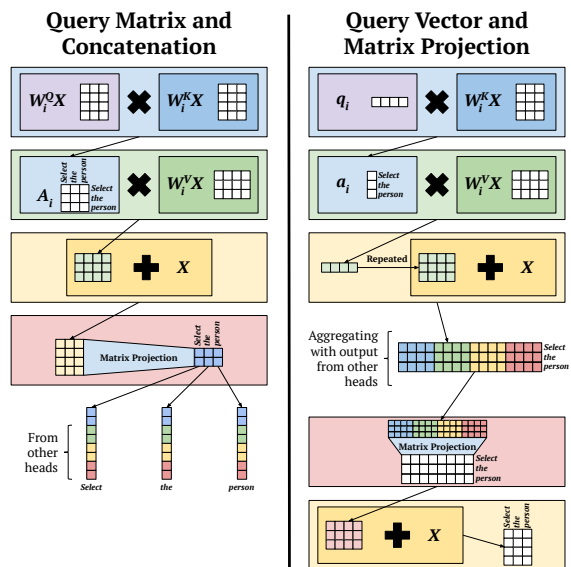 Query Matrix and
Concatenation
W_i^Q X
W_i^K X
Select
the
person
A_i
Select
the
person
W_i^V X
X
Matrix Projection
Select
the
person
From
other
heads
Select
the
person
Query Vector and
Matrix Projection
q_i
W_i^K X
a_i
Select
the
person
W_i^V X
Repeated
X
Aggregating
with output
from other
heads
Select
the
person
Matrix Projection
Select
the
person
X
Select
the
person